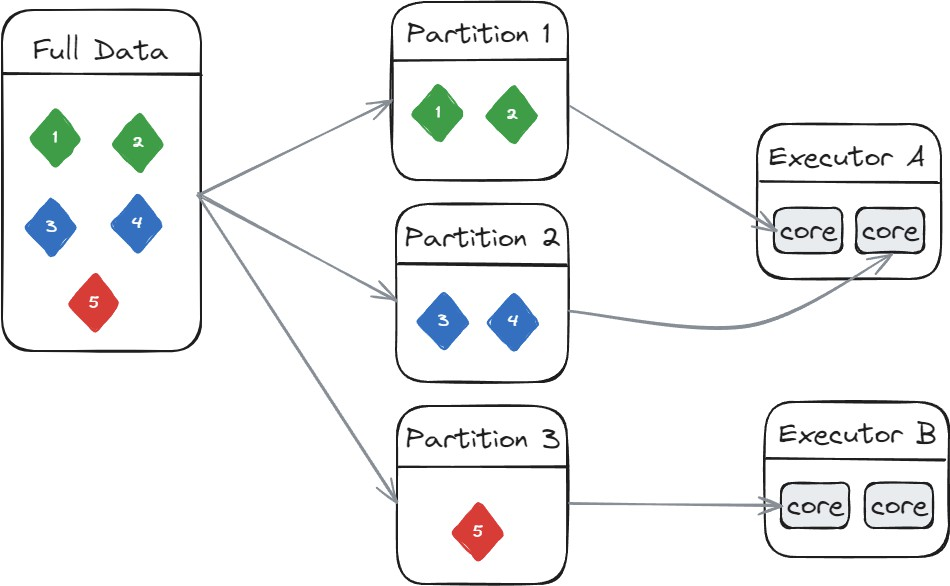 Full Data
1 2
3 4
5
Partition 1
1 2
Partition 2
3 4
Partition 3
5
Executor A
core core
Executor B
core core